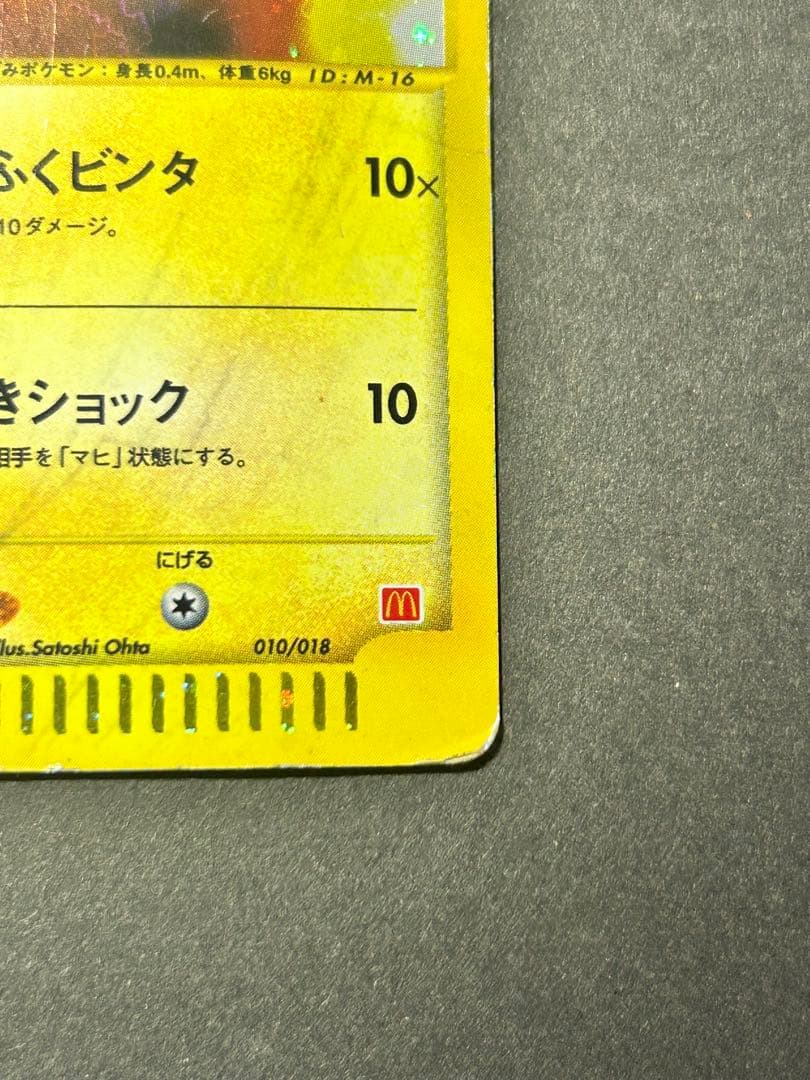 みポケモン：身長0.4m、体重6kg ID:M-16
ふくビンタ 10×
10ダメージ。
きショック 10
相手を「マヒ」状態にする。
にげる
llus.Satoshi Ohta 010/018